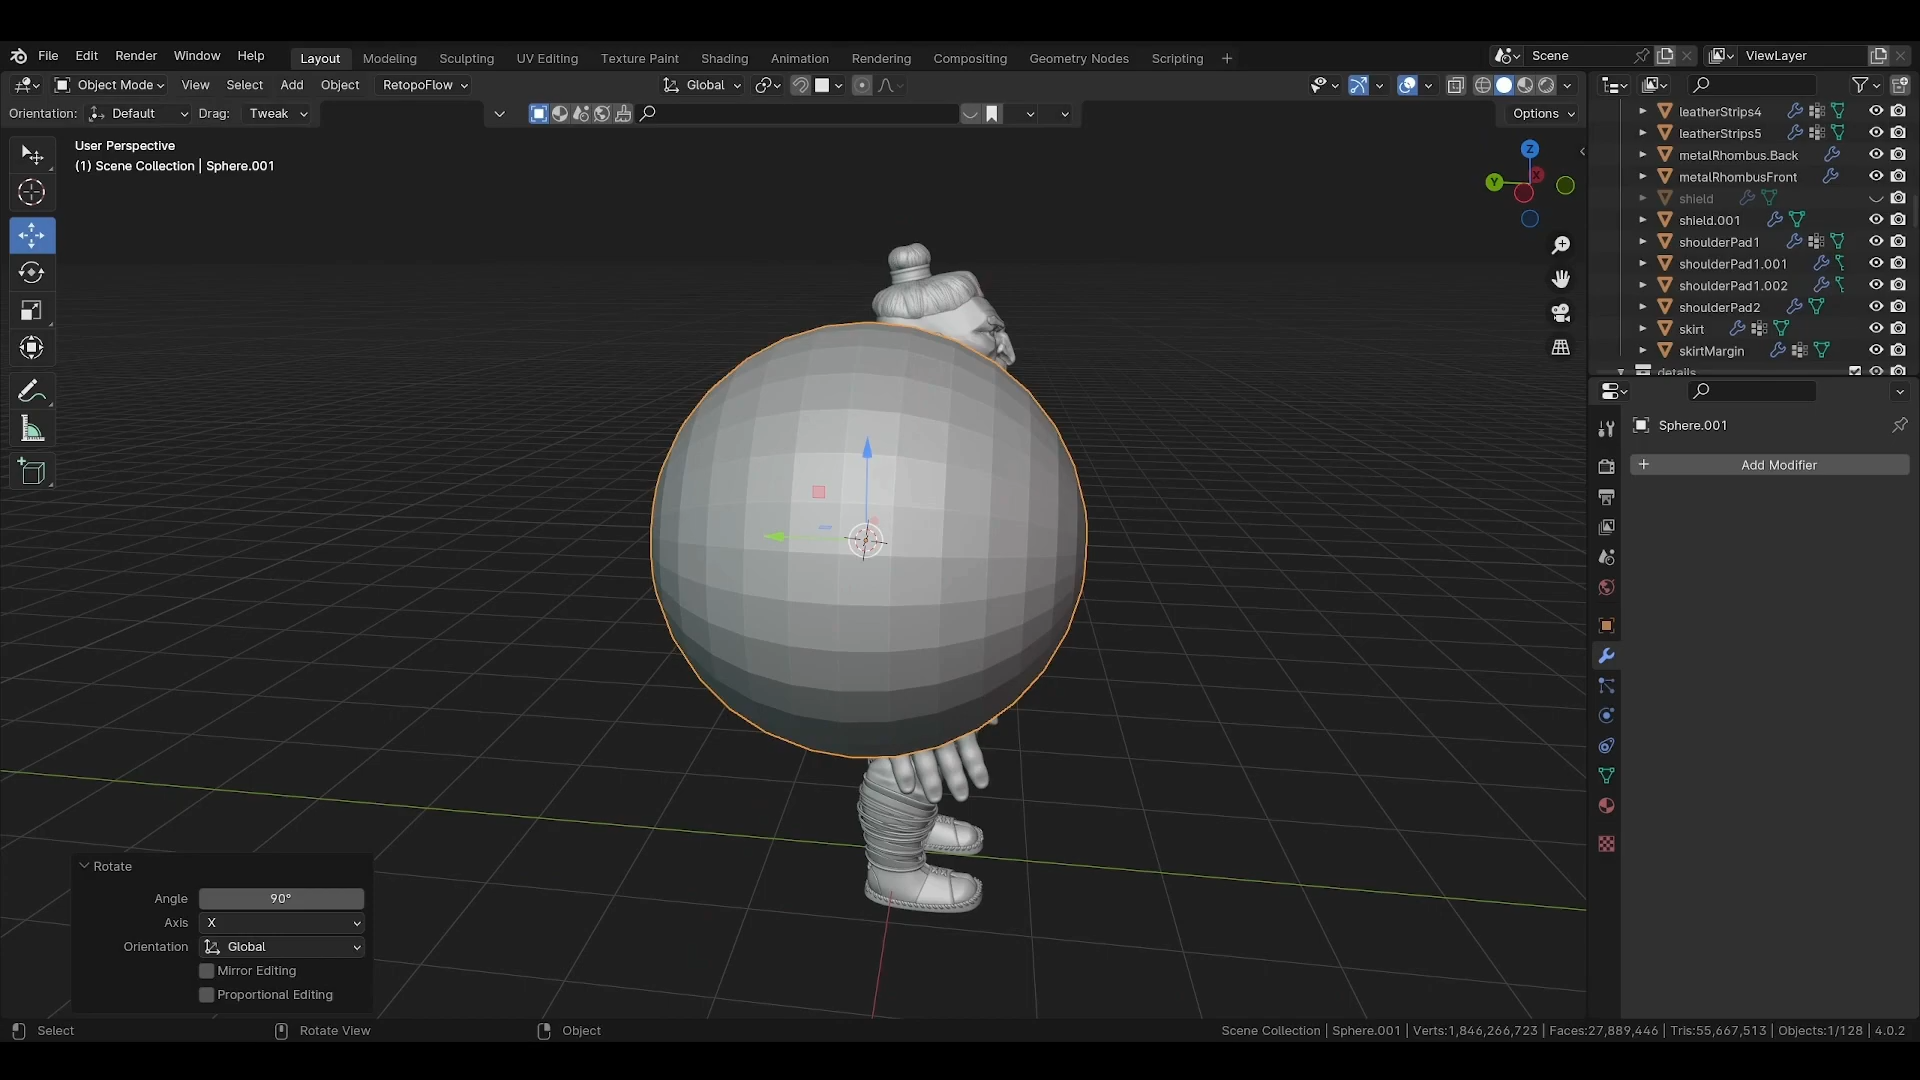 File Edit Render Window Help Layout Modeling Sculpting UV Editing Texture Paint Shading Animation Rendering Compositing Geometry Nodes Scripting + Scene ViewLayer
Object Mode View Select Add Object RetopoFlow Global
Orientation: Default Drag: Tweak Options
User Perspective
(1) Scene Collection | Sphere.001
Z
Y
X
leatherStrips4
leatherStrips5
metalRhombus.Back
metalRhombusFront
shield
shield.001
shoulderPad1
shoulderPad1.001
shoulderPad1.002
shoulderPad2
skirt
skirtMargin
details
Sphere.001
+ Add Modifier
Rotate
Angle 90°
Axis X
Orientation Global
Mirror Editing
Proportional Editing
Select Rotate View Object Scene Collection | Sphere.001 | Verts:1,846,266,723 | Faces:27,889,446 | Tris:55,667,513 | Objects:1/128 | 4.0.2